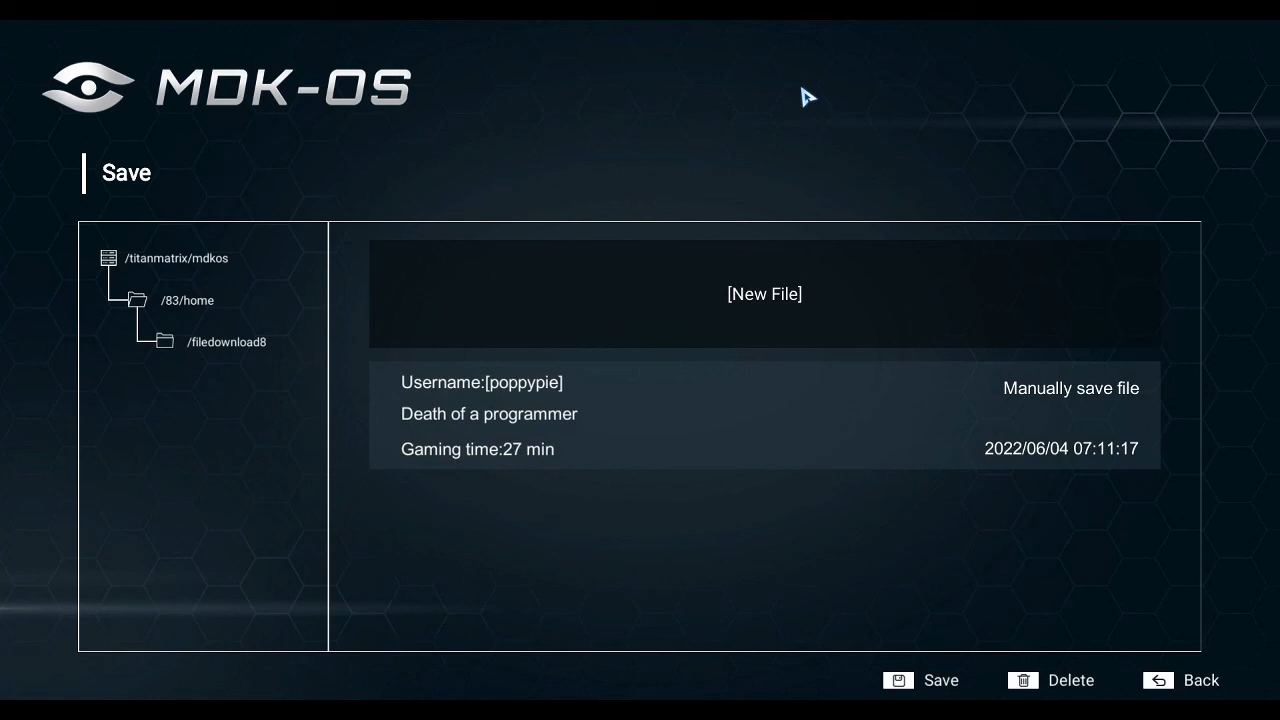 MDK-OS
Save
/titanmatrix/mdkos
/83/home
/filedownload8
[New File]
Username:[poppypie]
Manually save file
Death of a programmer
Gaming time:27 min
2022/06/04 07:11:17
Save
Delete
Back